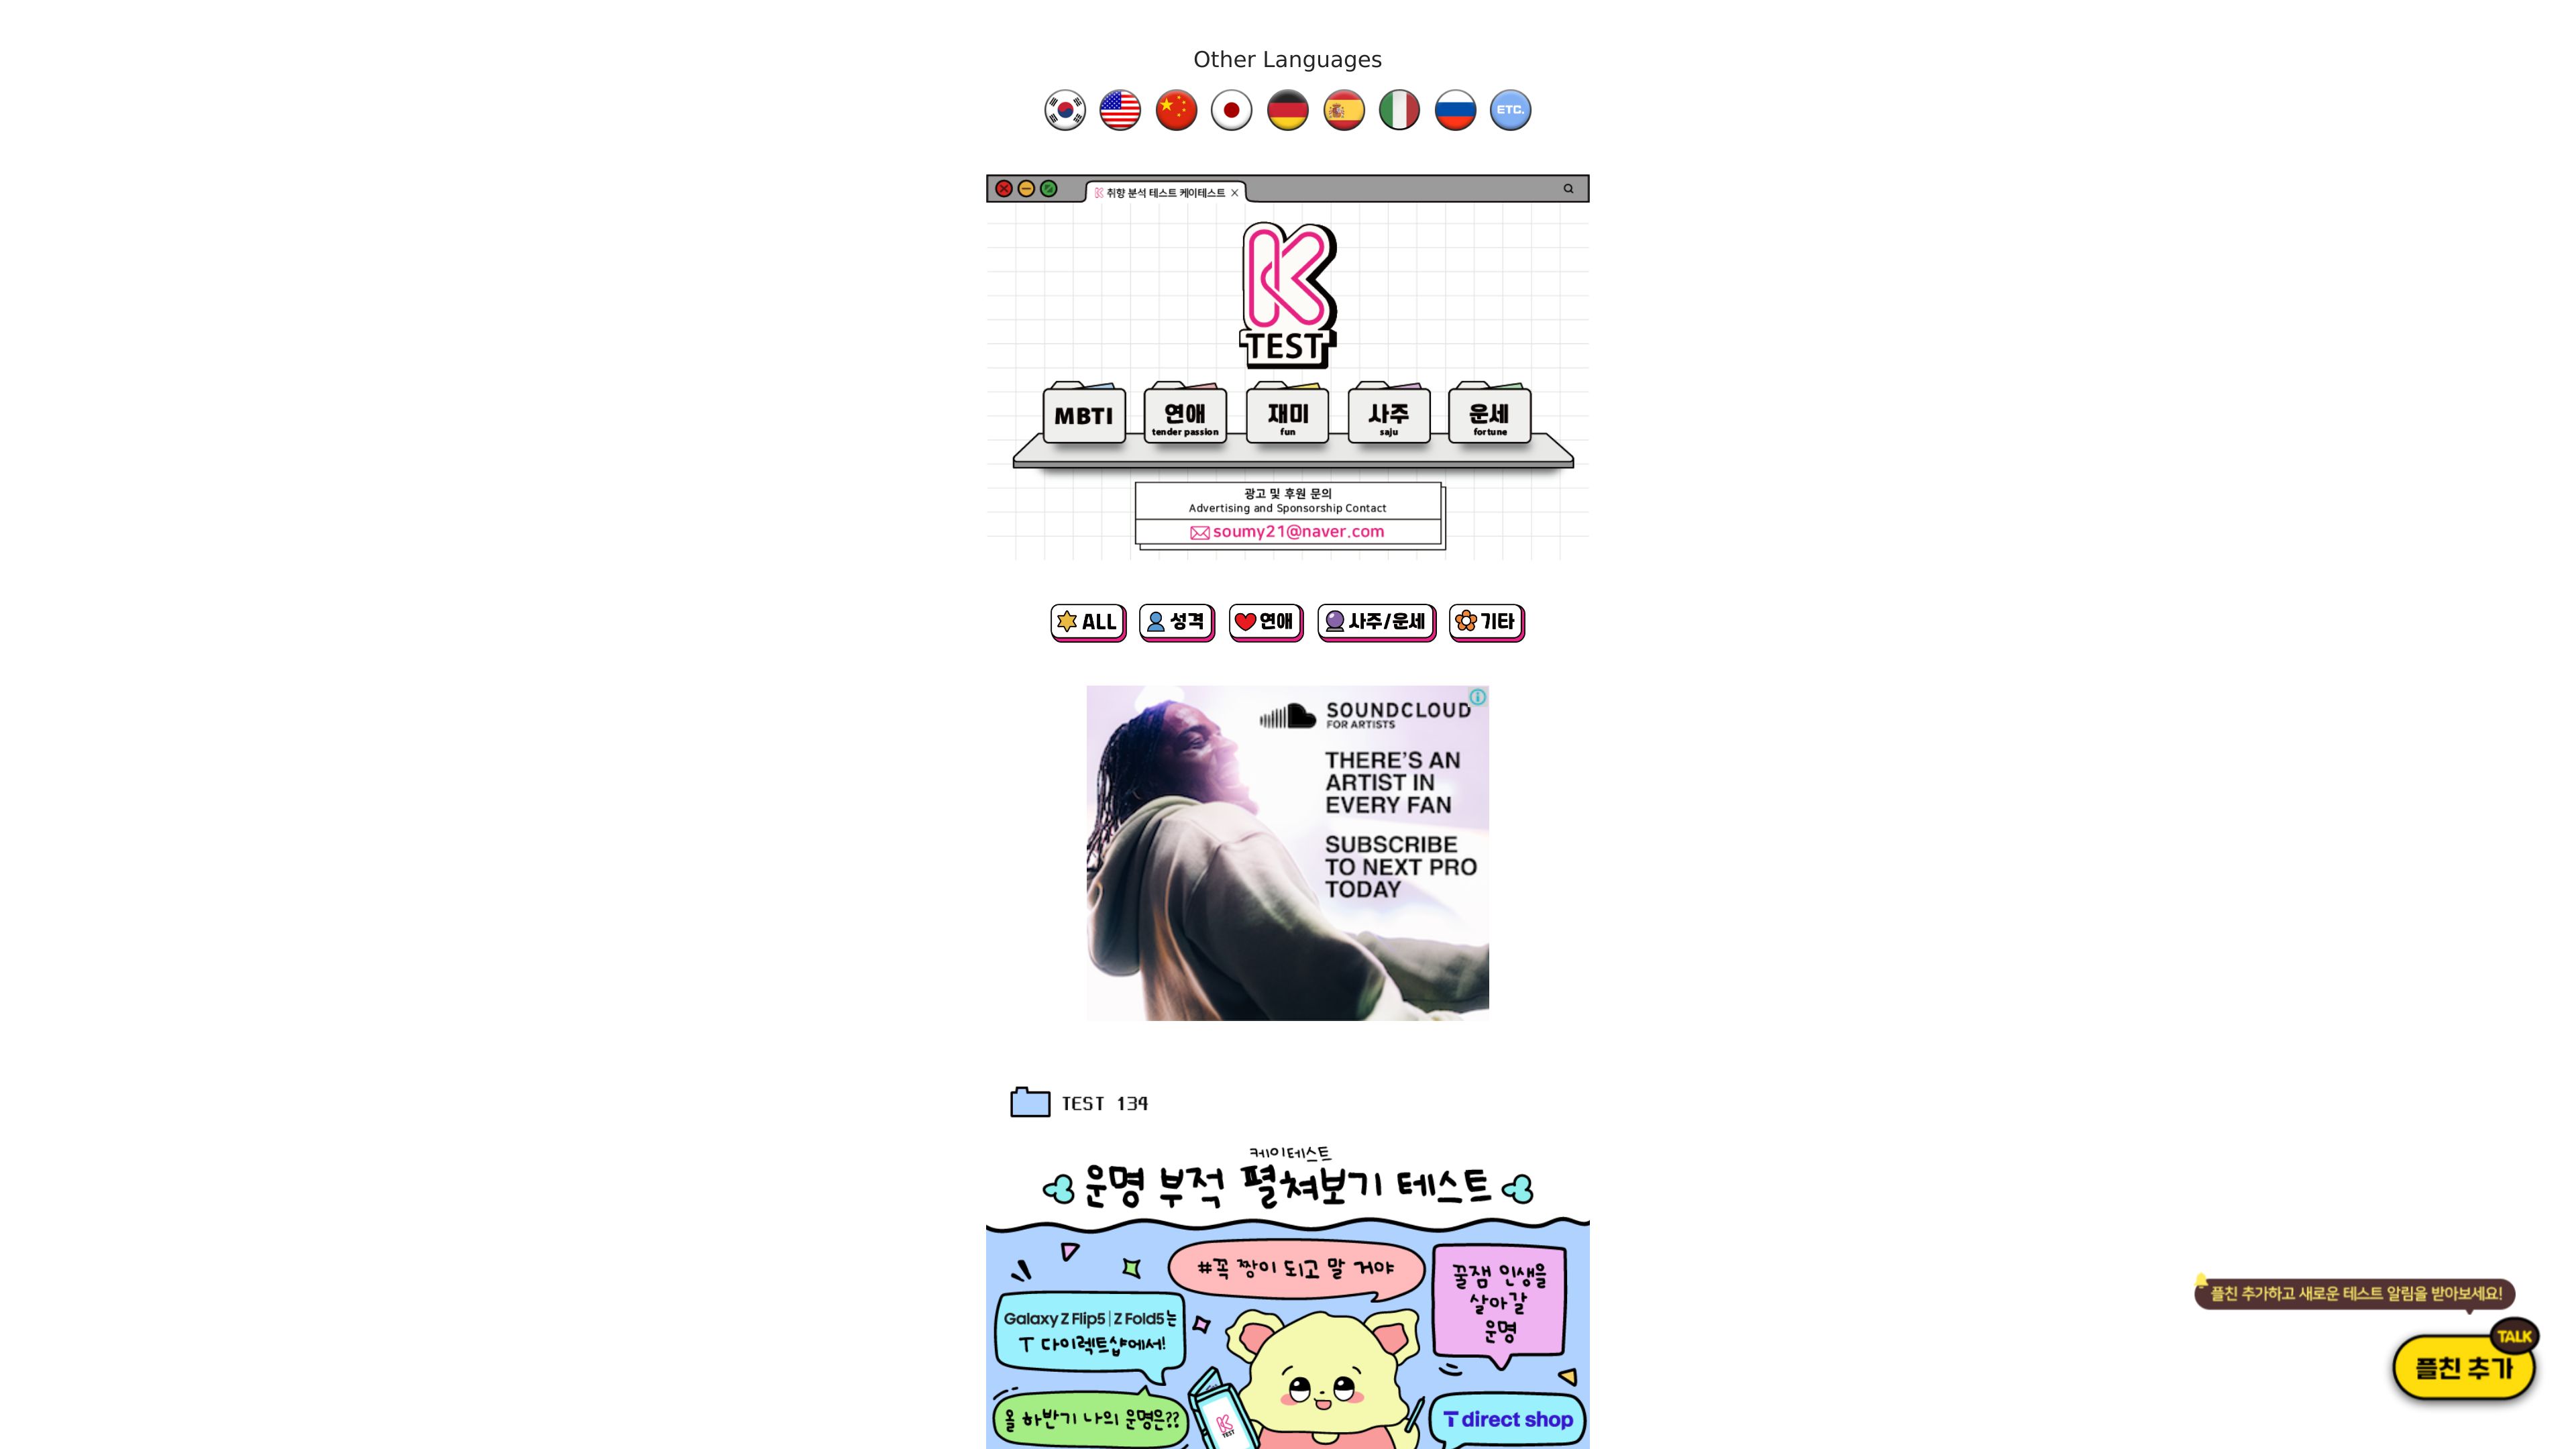 Other Languages
ETC.
취향 분석 테스트 케이테스트
K
TEST
MBTI
연애
tender passion
재미
fun
사주
saju
운세
fortune
광고 및 후원 문의
Advertising and Sponsorship Contact
soumy21@naver.com
ALL
성격
연애
사주/운세
기타
SOUNDCLOUD
FOR ARTISTS
THERE'S AN
ARTIST IN
EVERY FAN
SUBSCRIBE
TO NEXT PRO
TODAY
TEST 134
케이테스트
운명 부적 펼쳐보기 테스트
#꼭 짱이 되고 말 거야
꿀잼 인생을
살아갈
운명
Galaxy Z Flip5 | Z Fold5는
T 다이렉트샵에서!
올 하반기 나의 운명은??
K
TEST
T direct shop
플친 추가하고 새로운 테스트 알림을 받아보세요!
TALK
플친 추가